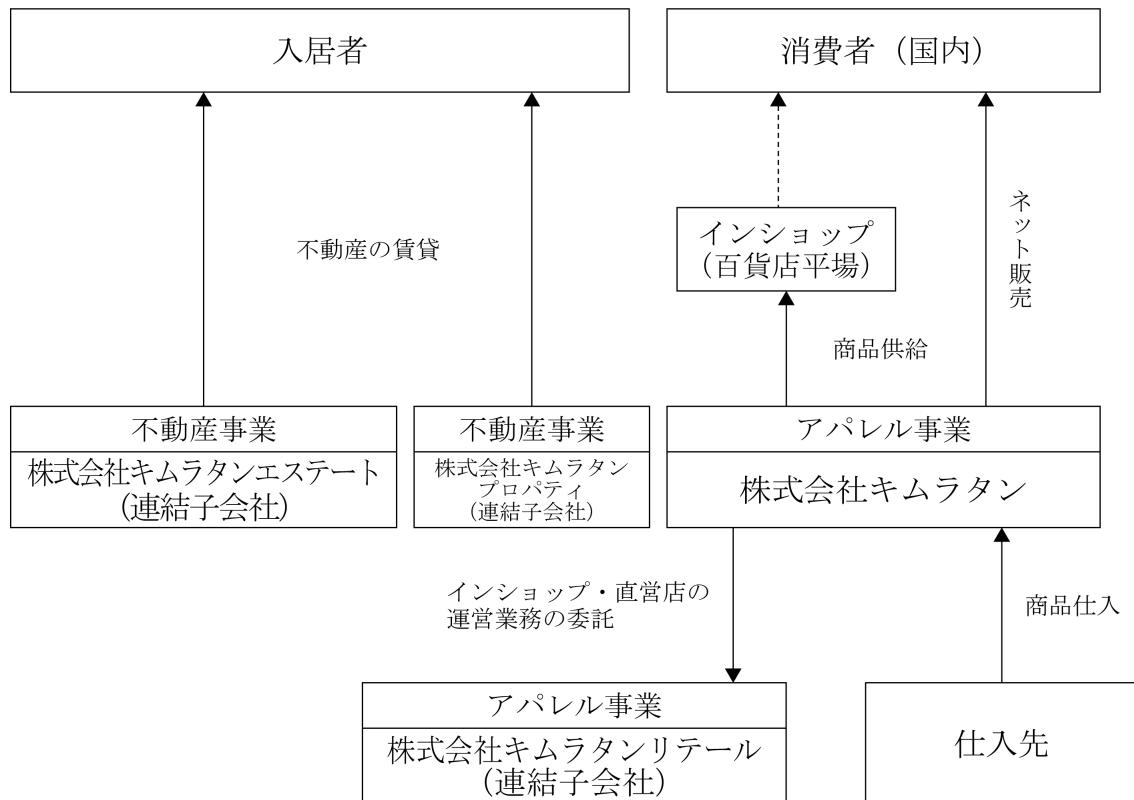 入居者
消費者（国内）
ネット販売
インショップ
（百貨店平場）
不動産の賃貸
商品供給
不動産事業
株式会社キムラタンエステート
（連結子会社）
不動産事業
株式会社キムラタン
プロパティ
（連結子会社）
アパレル事業
株式会社キムラタン
インショップ・直営店の
運営業務の委託
商品仕入
アパレル事業
株式会社キムラタンリテール
（連結子会社）
仕入先